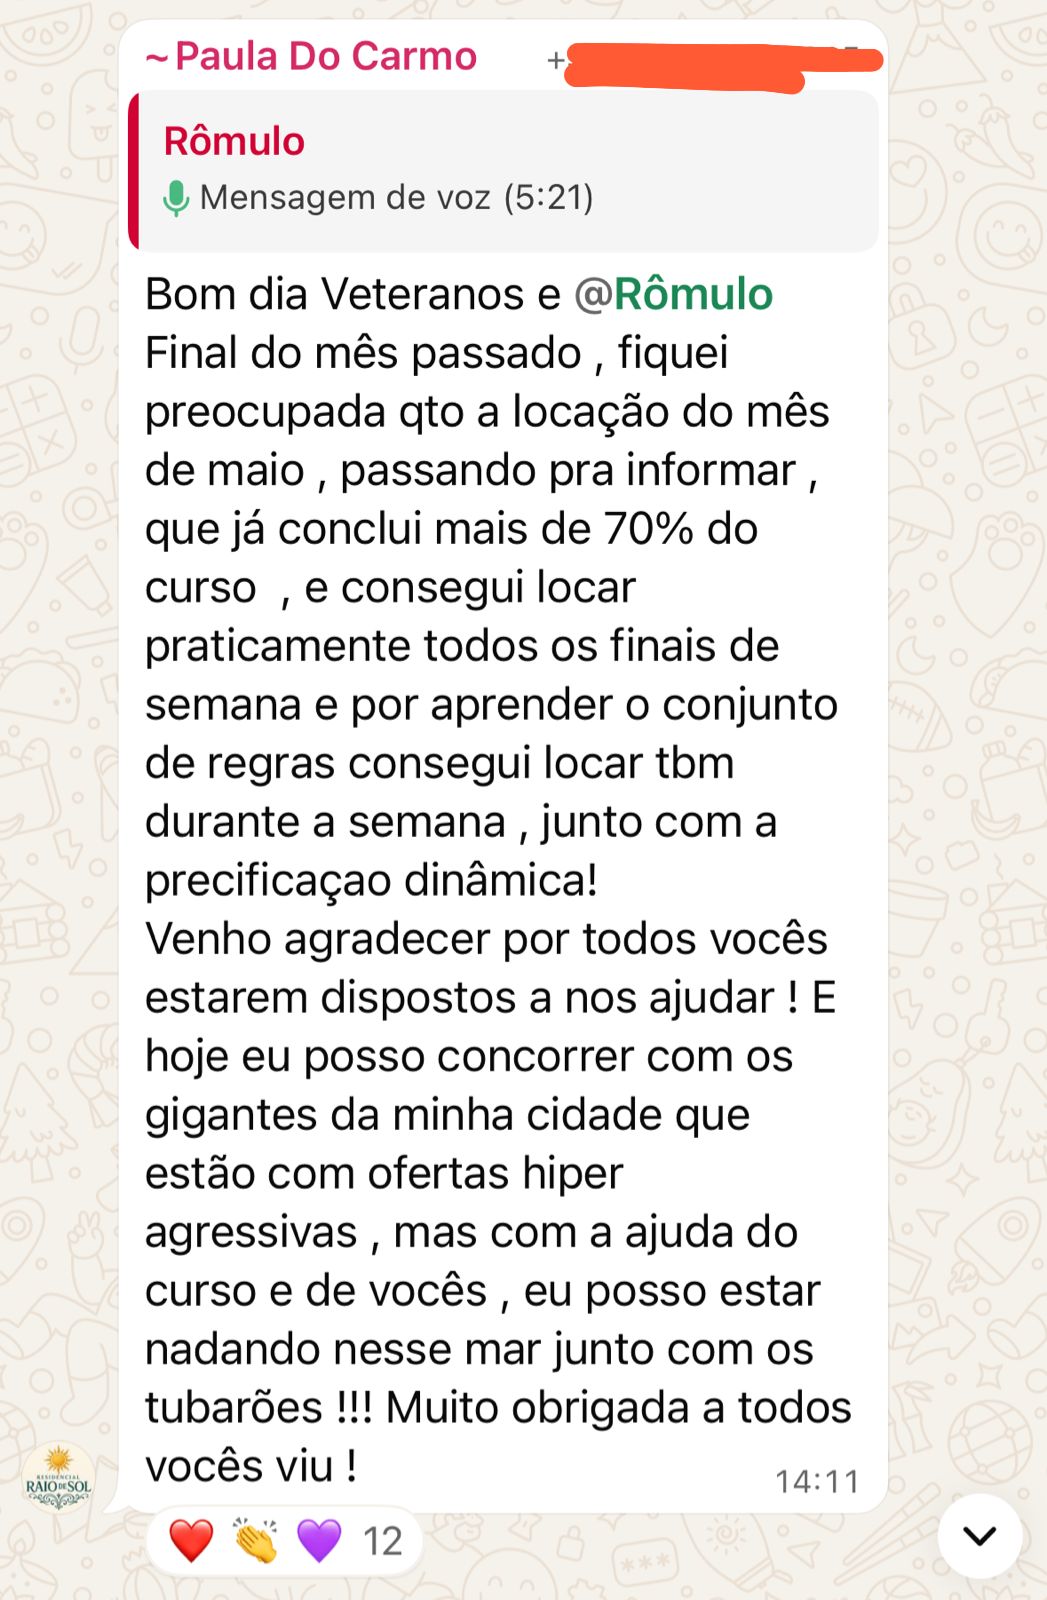 ~Paula Do Carmo +
Rômulo
Mensagem de voz (5:21)
Bom dia Veteranos e @Rômulo
Final do mês passado , fiquei
preocupada qto a locação do mês
de maio , passando pra informar ,
que já conclui mais de 70% do
curso  , e consegui locar
praticamente todos os finais de
semana e por aprender o conjunto
de regras consegui locar tbm
durante a semana , junto com a
precificaçao dinâmica!
Venho agradecer por todos vocês
estarem dispostos a nos ajudar ! E
hoje eu posso concorrer com os
gigantes da minha cidade que
estão com ofertas hiper
agressivas , mas com a ajuda do
curso e de vocês , eu posso estar
nadando nesse mar junto com os
tubarões !!! Muito obrigada a todos
vocês viu !
14:11
RESIDENCIAL
RAIO DE SOL
❤️ 👏 💜 12